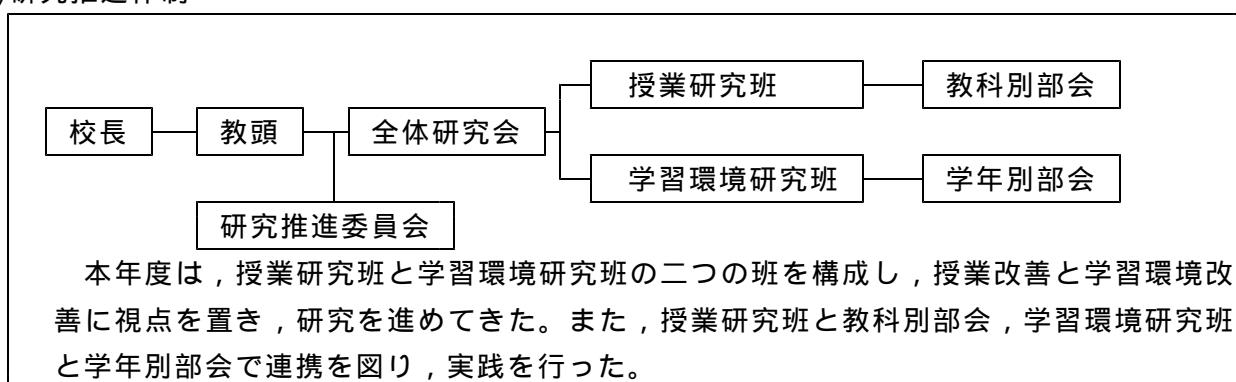 研究推進体制
授業研究班 教科別部会
校長 教頭 全体研究会
学習環境研究班 学年別部会
研究推進委員会
本年度は，授業研究班と学習環境研究班の二つの班を構成し，授業改善と学習環境改
善に視点を置き，研究を進めてきた。また，授業研究班と教科別部会，学習環境研究班
と学年別部会で連携を図り，実践を行った。